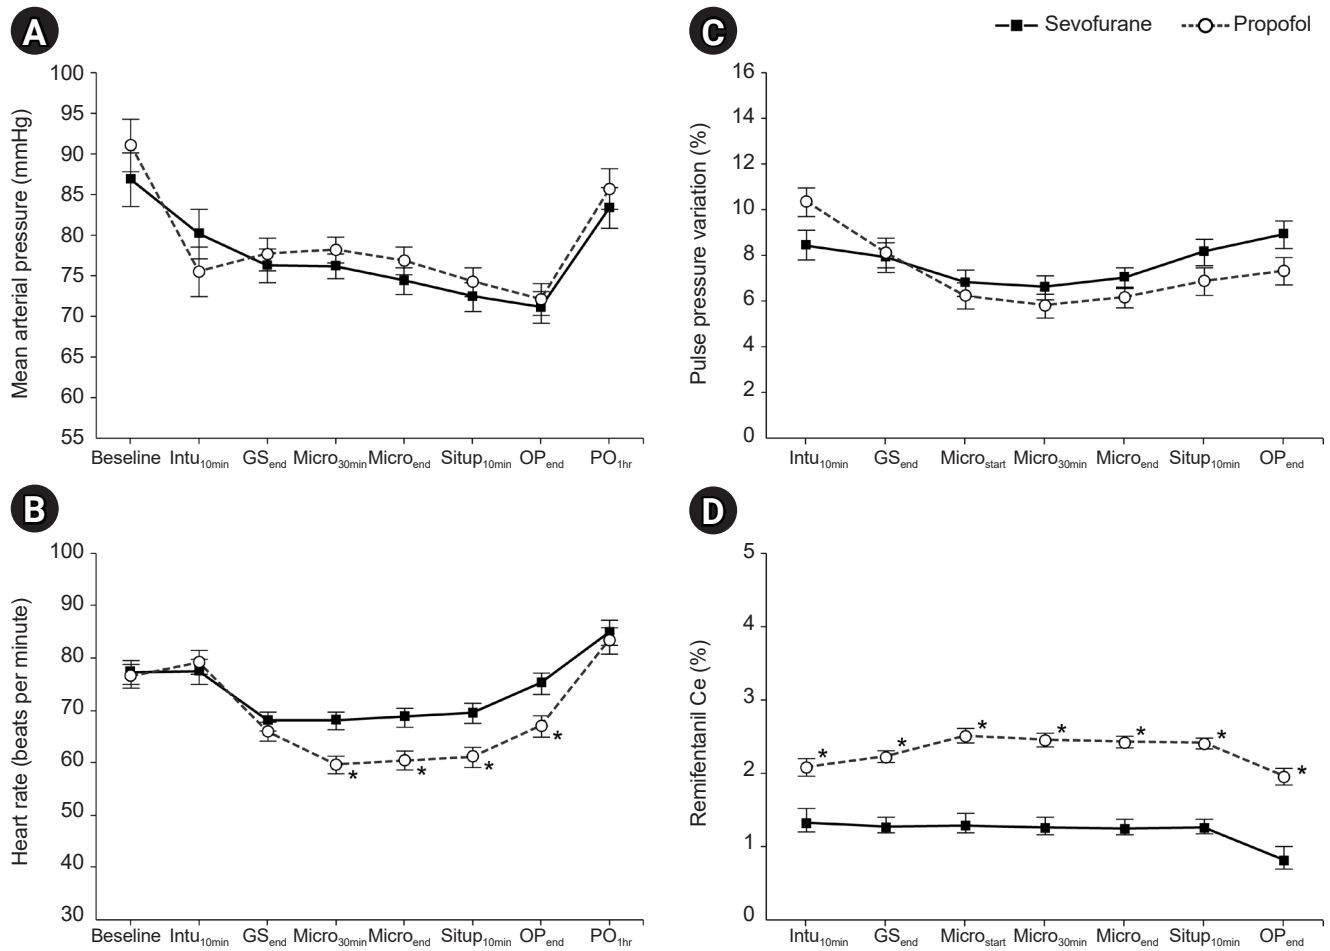 A
Mean arterial pressure (mmHg)
100
95
90
85
80
75
70
65
60
55
Beseline Intu10min GSend Micro30min Microend Situp10min OPend PO1hr
C
Sevofurane Propofol
Pulse pressure variation (%)
16
14
12
10
8
6
4
2
0
Intu10min GSend Microstart Micro30min Microend Situp10min OPend
B
Heart rate (beats per minute)
100
90
80
70
60
50
40
30
* * * *
Beseline Intu10min GSend Micro30min Microend Situp10min OPend PO1hr
D
Remifentanil Ce (%)
5
4
3
2
1
0
* * * * * * *
Intu10min GSend Microstart Micro30min Microend Situp10min OPend